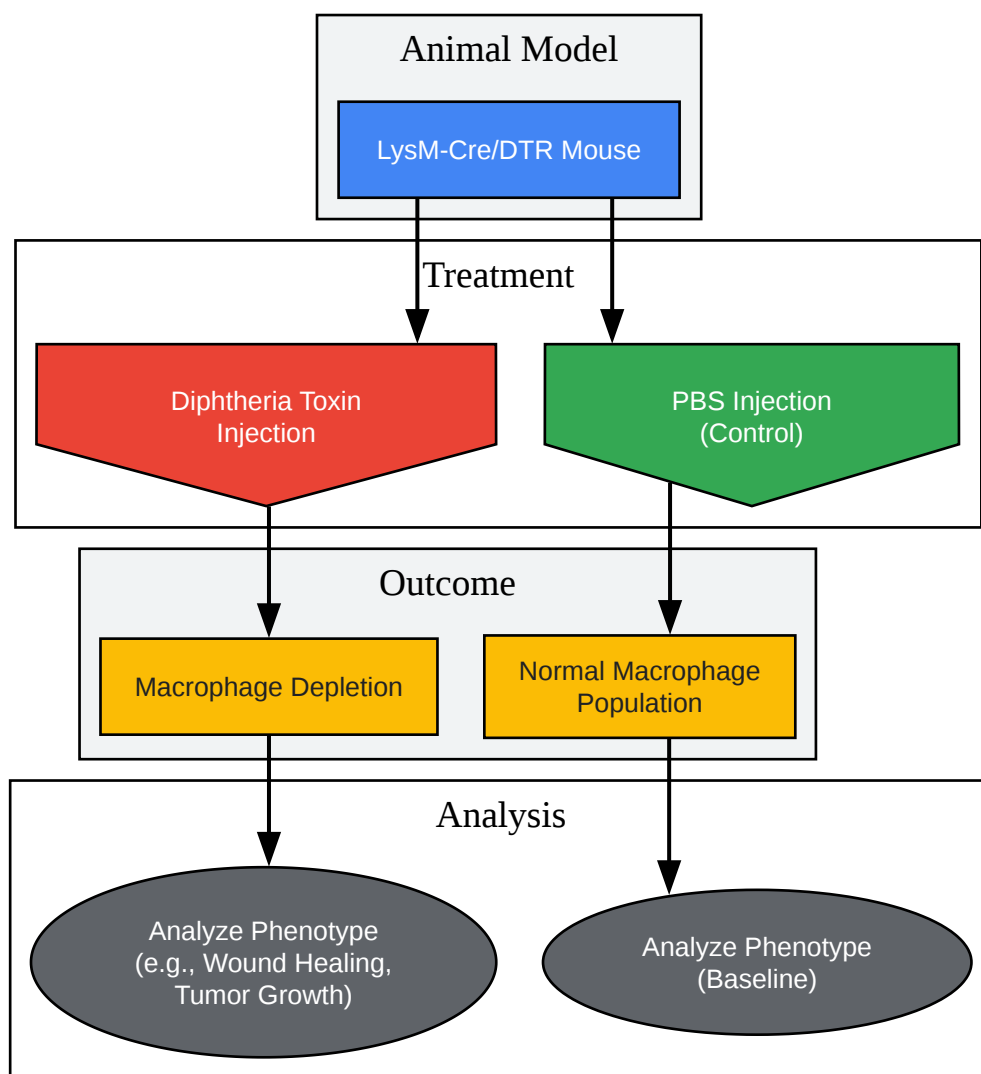 Animal Model
LysM-Cre/DTR Mouse
Treatment
Diphtheria Toxin
Injection
PBS Injection
(Control)
Outcome
Macrophage Depletion
Normal Macrophage
Population
Analysis
Analyze Phenotype
(e.g., Wound Healing,
Tumor Growth)
Analyze Phenotype
(Baseline)